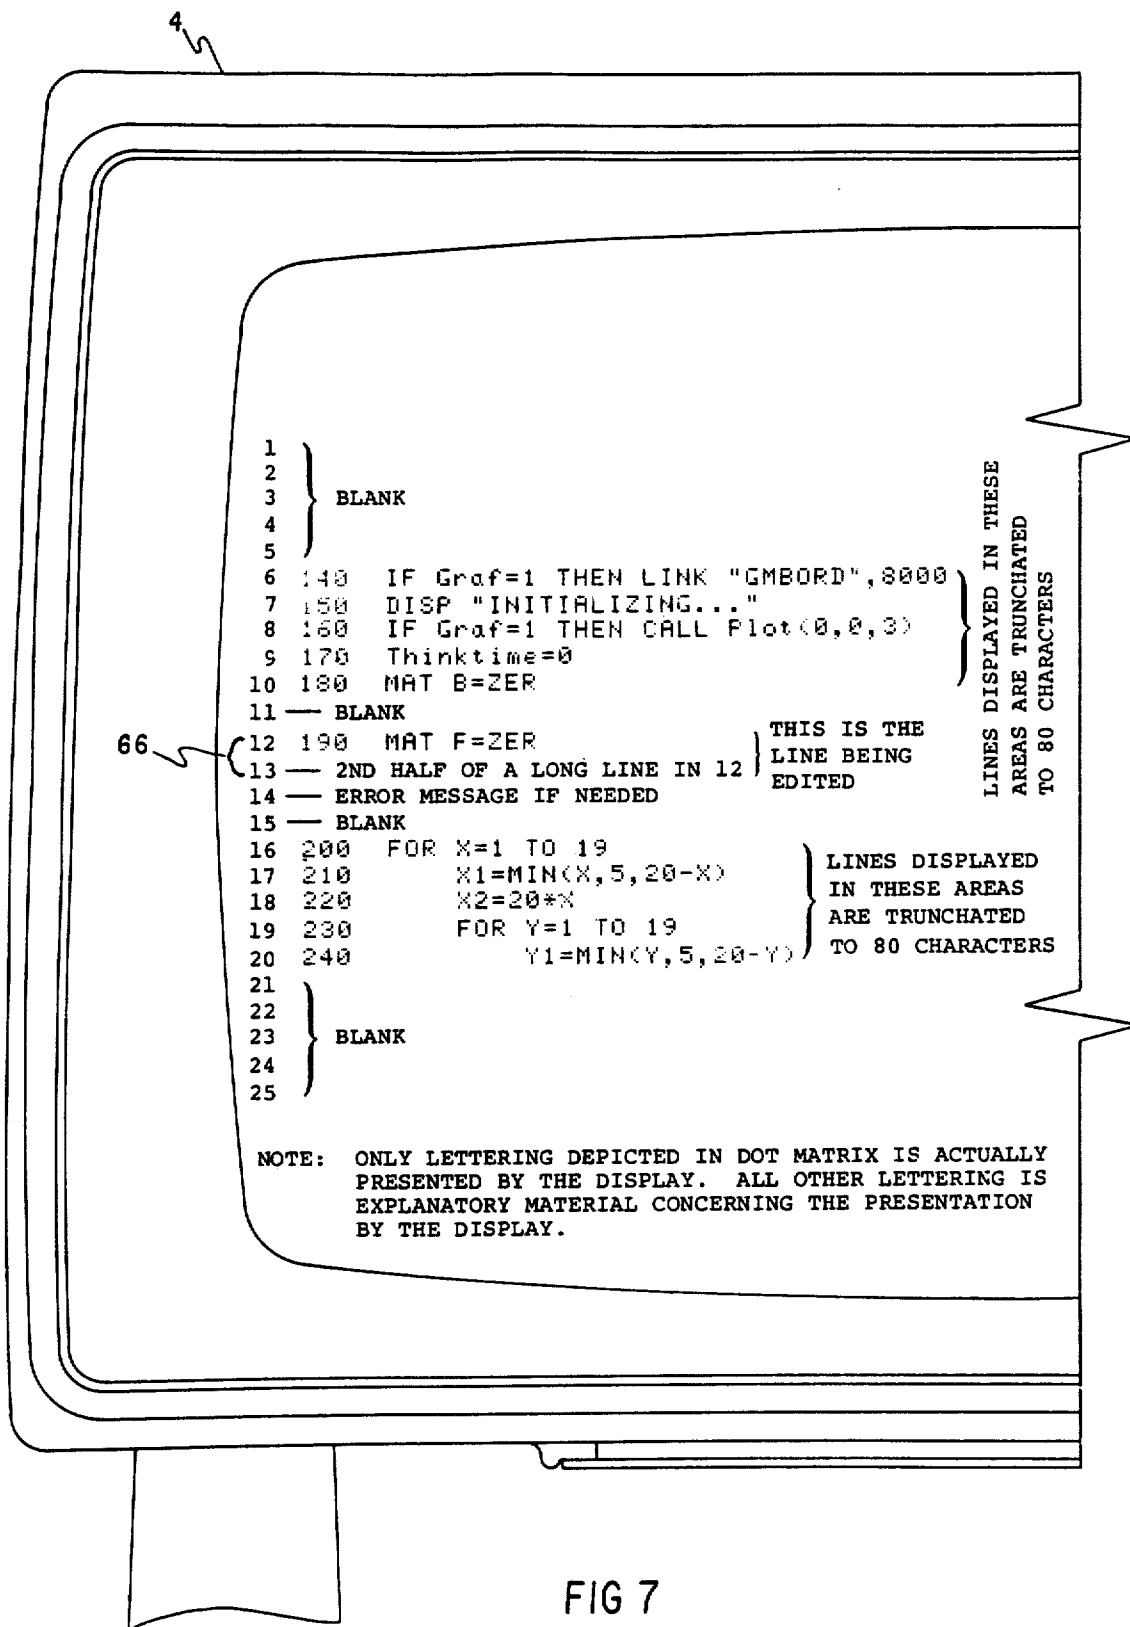 4
1
2
3 BLANK
4
5
6 140 IF Graf=1 THEN LINK "GMBORD",8000
7 150 DISP "INITIALIZING..."
8 160 IF Graf=1 THEN CALL Plot(0,0,3)
9 170 Thinktime=0
10 180 MAT B=ZER
LINES DISPLAYED IN THESE
AREAS ARE TRUNCHATED
TO 80 CHARACTERS
11 — BLANK
66
12 190 MAT F=ZER
13 — 2ND HALF OF A LONG LINE IN 12
THIS IS THE
LINE BEING
EDITED
14 — ERROR MESSAGE IF NEEDED
15 — BLANK
16 200 FOR X=1 TO 19
17 210 X1=MIN(X,5,20-X)
18 220 X2=20*X
19 230 FOR Y=1 TO 19
20 240 Y1=MIN(Y,5,20-Y)
LINES DISPLAYED
IN THESE AREAS
ARE TRUNCHATED
TO 80 CHARACTERS
21
22
23 BLANK
24
25
NOTE: ONLY LETTERING DEPICTED IN DOT MATRIX IS ACTUALLY
PRESENTED BY THE DISPLAY. ALL OTHER LETTERING IS
EXPLANATORY MATERIAL CONCERNING THE PRESENTATION
BY THE DISPLAY.
FIG 7